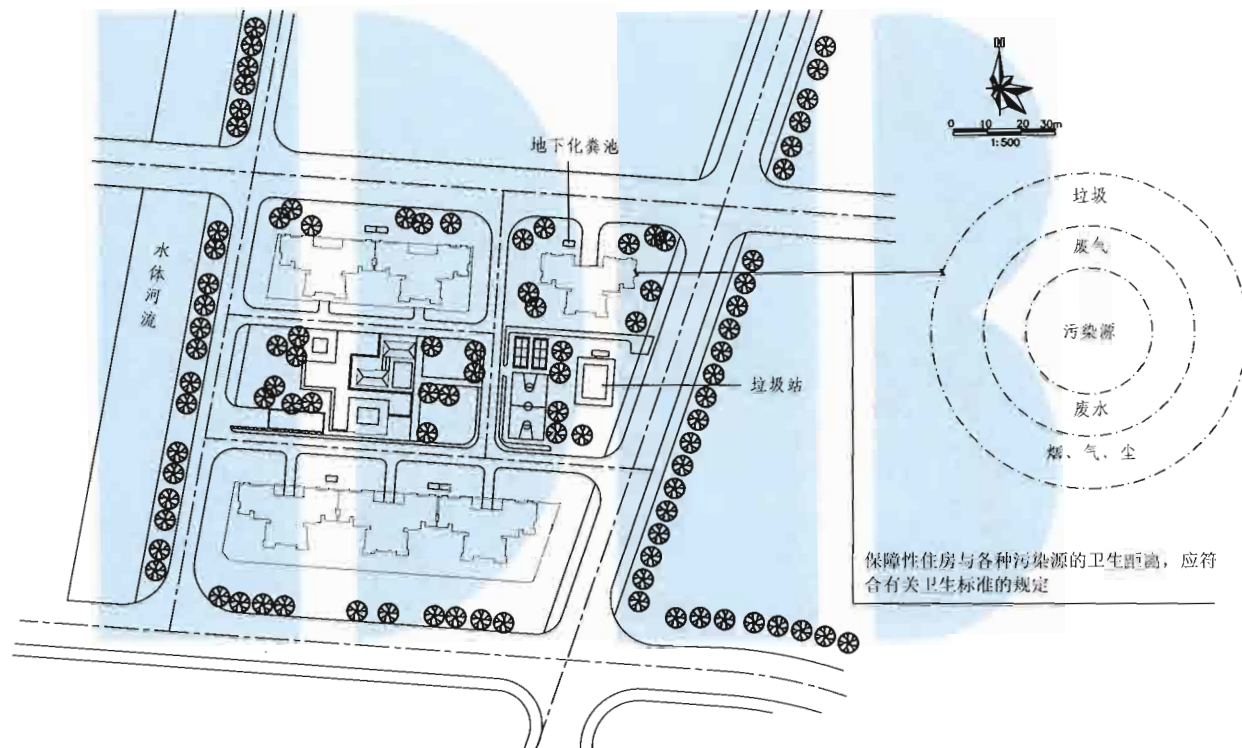 地下化粪池
0 10 20 30m
1:500
垃圾
废气
水体河流
污染源
垃圾站
废水
烟、气、尘
保障性住房与各种污染源的卫生距离，应符
合有关卫生标准的规定